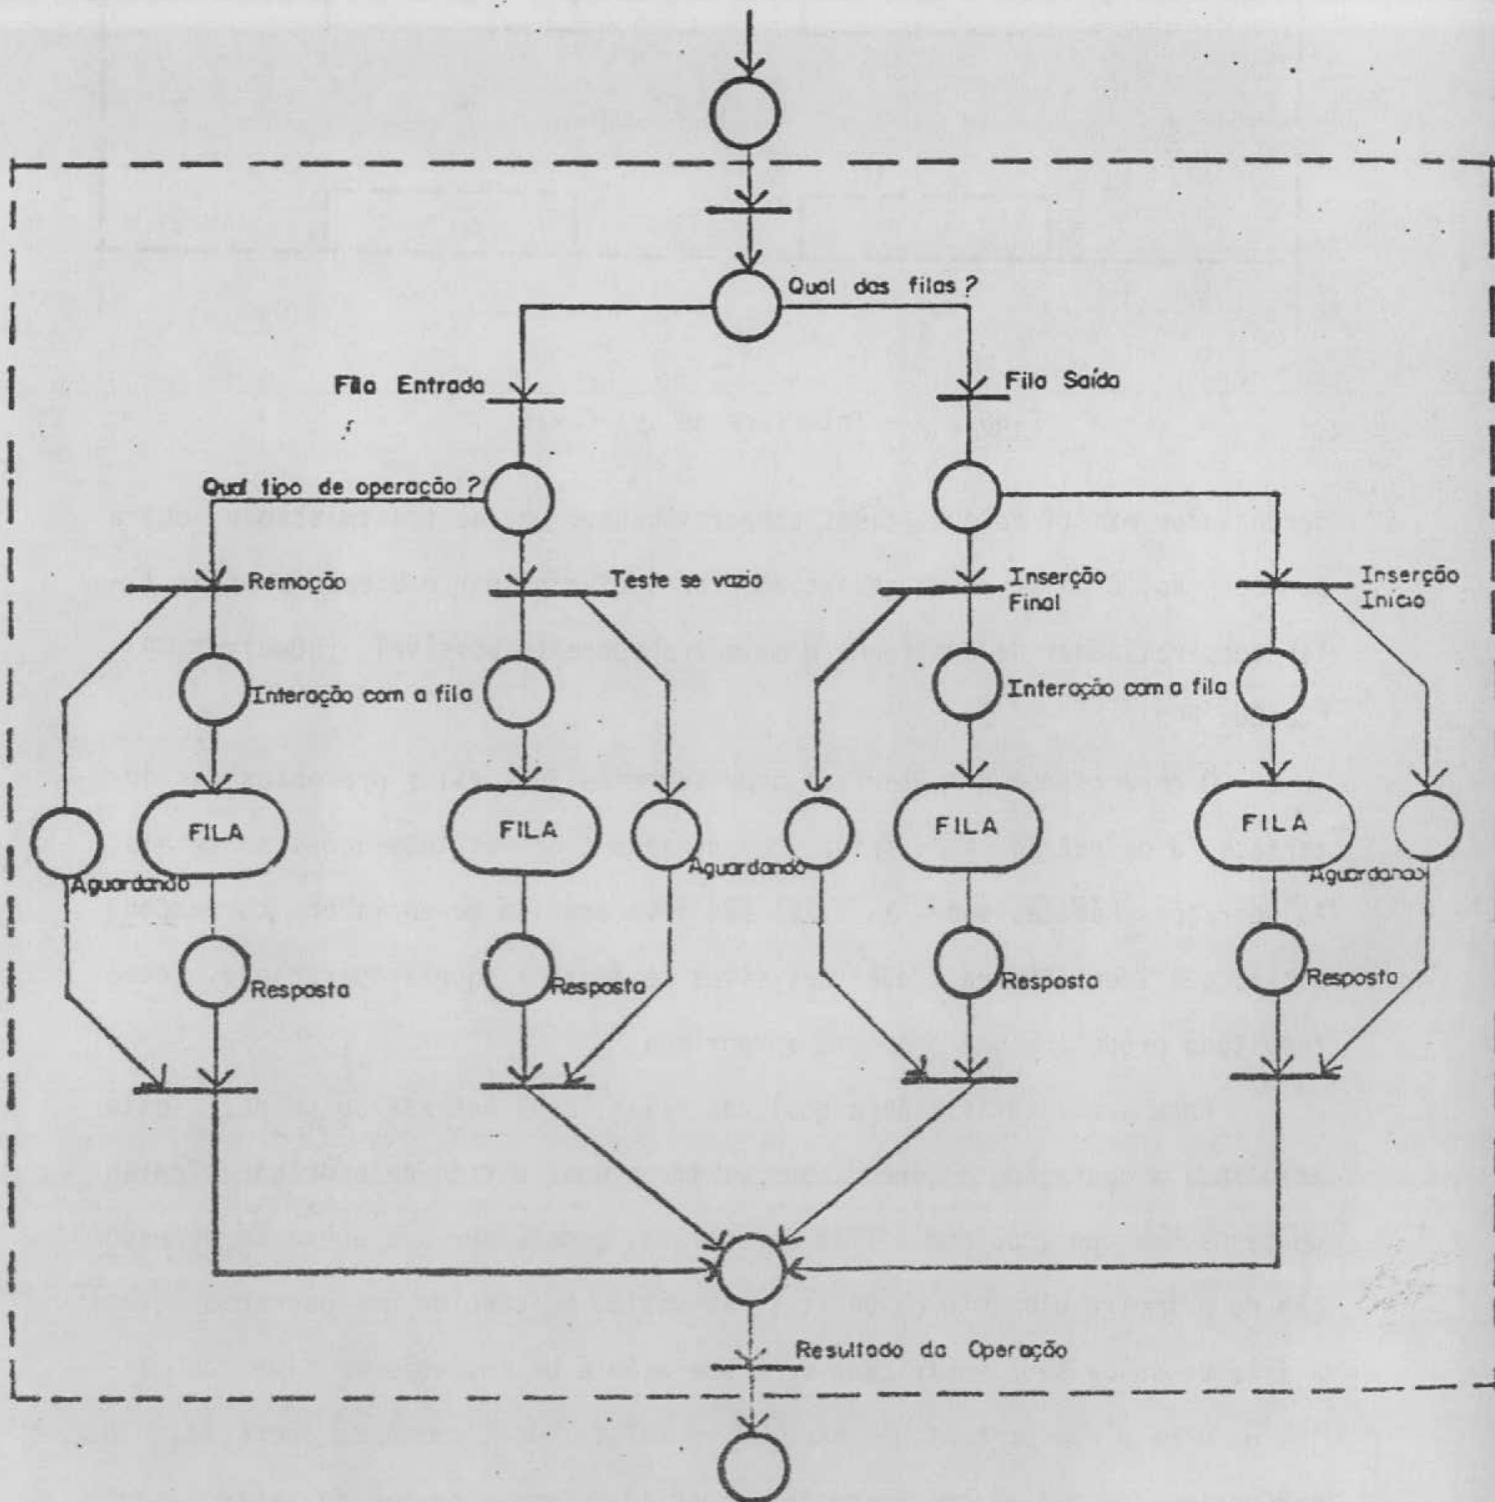 Qual das filas?
Fila Entrada
Fila Saída
Qual tipo de operação?
Remoção
Teste se vazio
Inserção
Final
Inserção
Início
Interação com a fila
Interação com a fila
FILA
FILA
FILA
FILA
Aguardando
Aguardando
Aguardando
Resposta
Resposta
Resposta
Resposta
Resultado da Operação